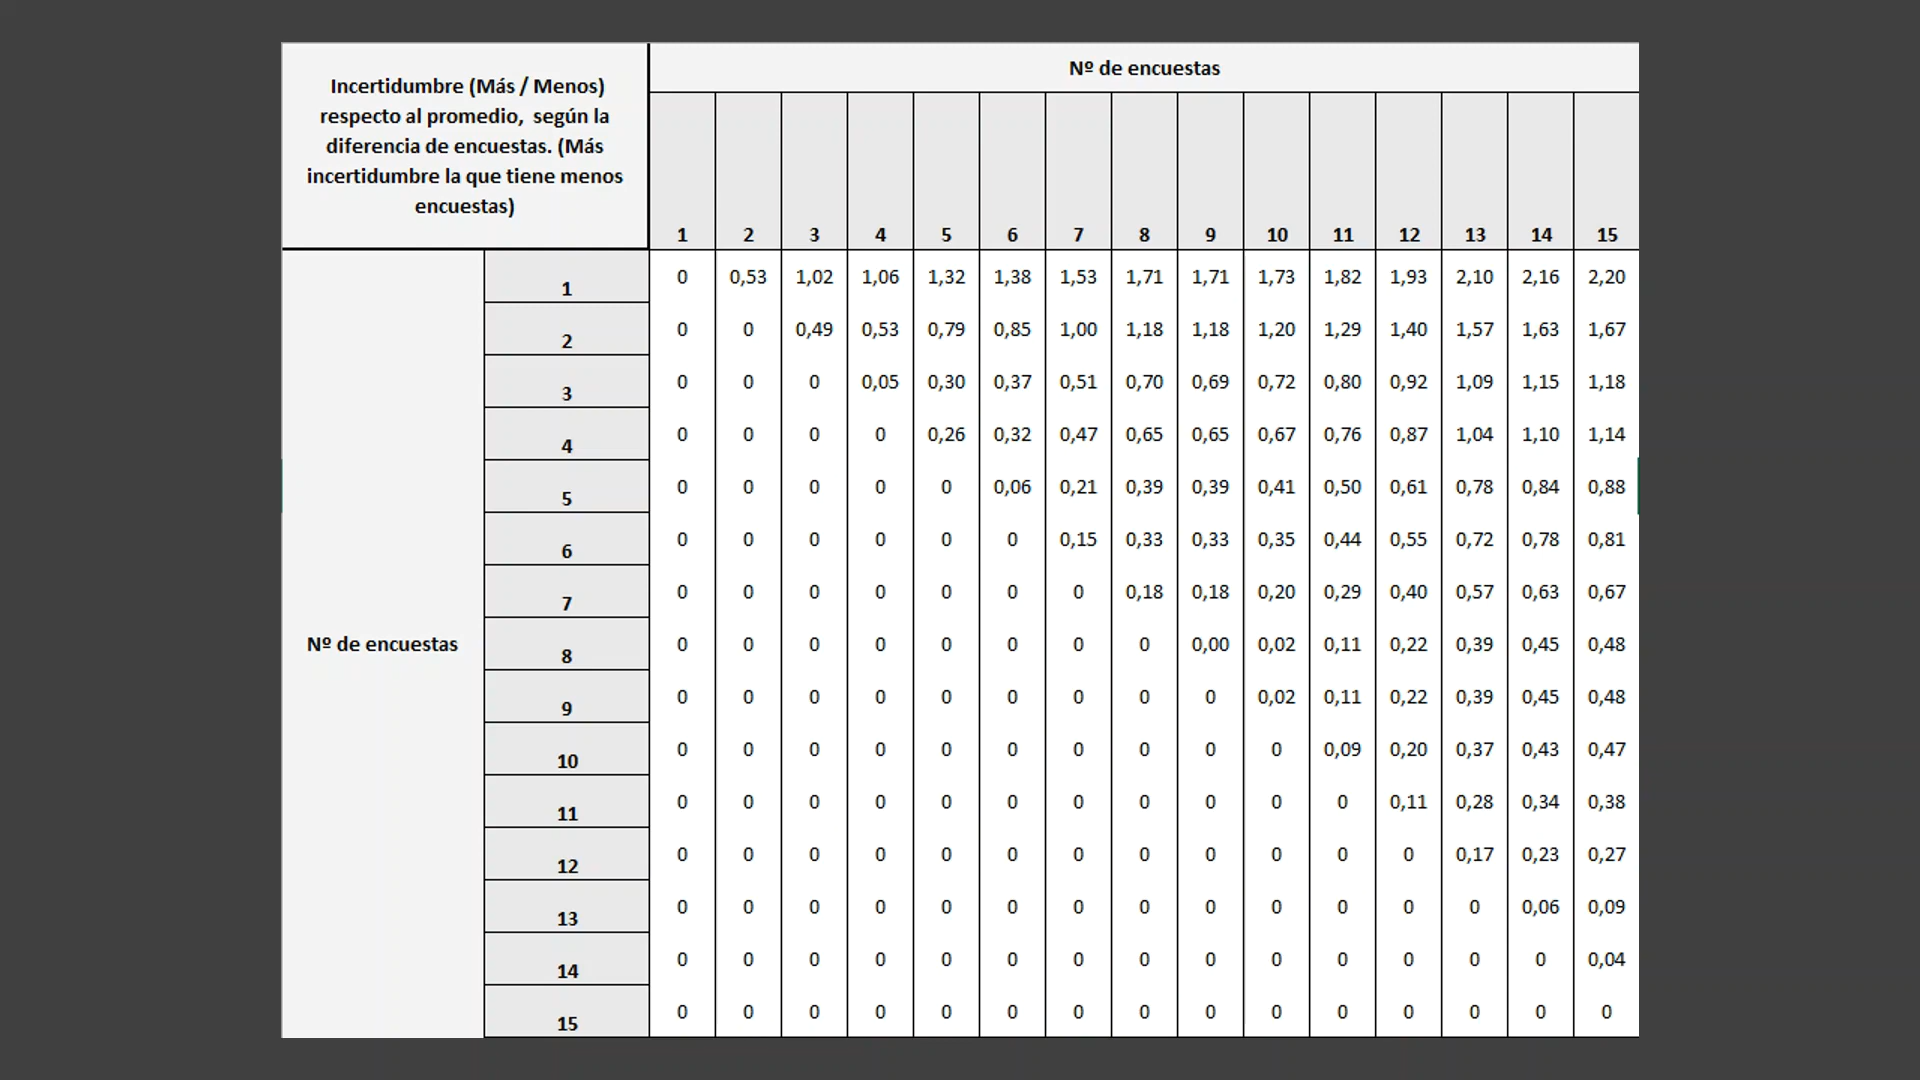 Incertidumbre (Más / Menos)
respecto al promedio, según la
diferencia de encuestas. (Más
incertidumbre la que tiene menos
encuestas)
Nº de encuestas
1 2 3 4 5 6 7 8 9 10 11 12 13 14 15
Nº de encuestas
1 0 0,53 1,02 1,06 1,32 1,38 1,53 1,71 1,71 1,73 1,82 1,93 2,10 2,16 2,20
2 0 0 0,49 0,53 0,79 0,85 1,00 1,18 1,18 1,20 1,29 1,40 1,57 1,63 1,67
3 0 0 0 0,05 0,30 0,37 0,51 0,70 0,69 0,72 0,80 0,92 1,09 1,15 1,18
4 0 0 0 0 0,26 0,32 0,47 0,65 0,65 0,67 0,76 0,87 1,04 1,10 1,14
5 0 0 0 0 0 0,06 0,21 0,39 0,39 0,41 0,50 0,61 0,78 0,84 0,88
6 0 0 0 0 0 0 0,15 0,33 0,33 0,35 0,44 0,55 0,72 0,78 0,81
7 0 0 0 0 0 0 0 0,18 0,18 0,20 0,29 0,40 0,57 0,63 0,67
8 0 0 0 0 0 0 0 0 0,00 0,02 0,11 0,22 0,39 0,45 0,48
9 0 0 0 0 0 0 0 0 0 0,02 0,11 0,22 0,39 0,45 0,48
10 0 0 0 0 0 0 0 0 0 0 0,09 0,20 0,37 0,43 0,47
11 0 0 0 0 0 0 0 0 0 0 0 0,11 0,28 0,34 0,38
12 0 0 0 0 0 0 0 0 0 0 0 0 0,17 0,23 0,27
13 0 0 0 0 0 0 0 0 0 0 0 0 0 0,06 0,09
14 0 0 0 0 0 0 0 0 0 0 0 0 0 0 0,04
15 0 0 0 0 0 0 0 0 0 0 0 0 0 0 0